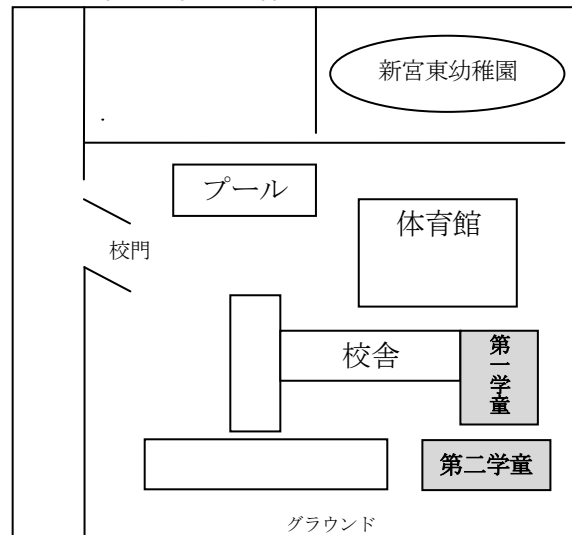 新宮東幼稚園
プール
体育館
校門
校舎
第一学童
第二学童
グラウンド